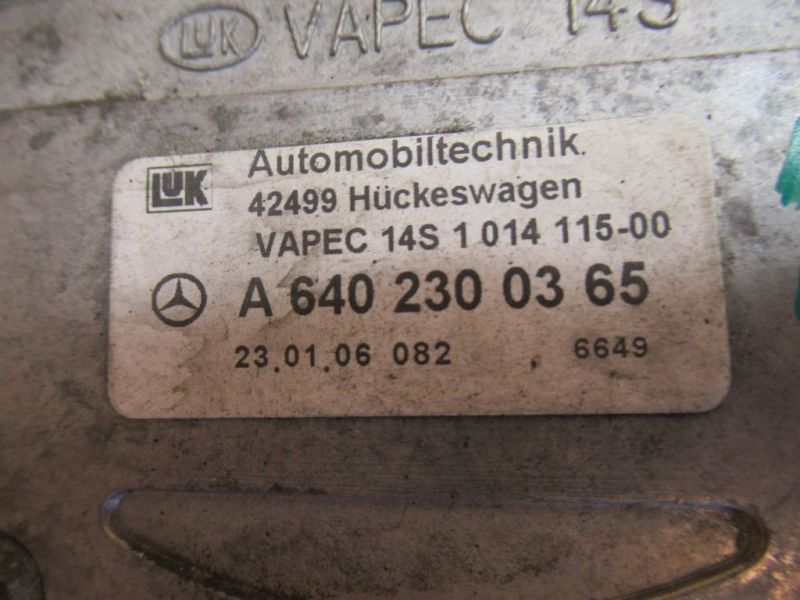 LUK VAPEC 14S
LUK Automobiltechnik
42499 Hückeswagen
VAPEC 14S 1 014 115-00
A 640 230 03 65
23.01.06 082 6649